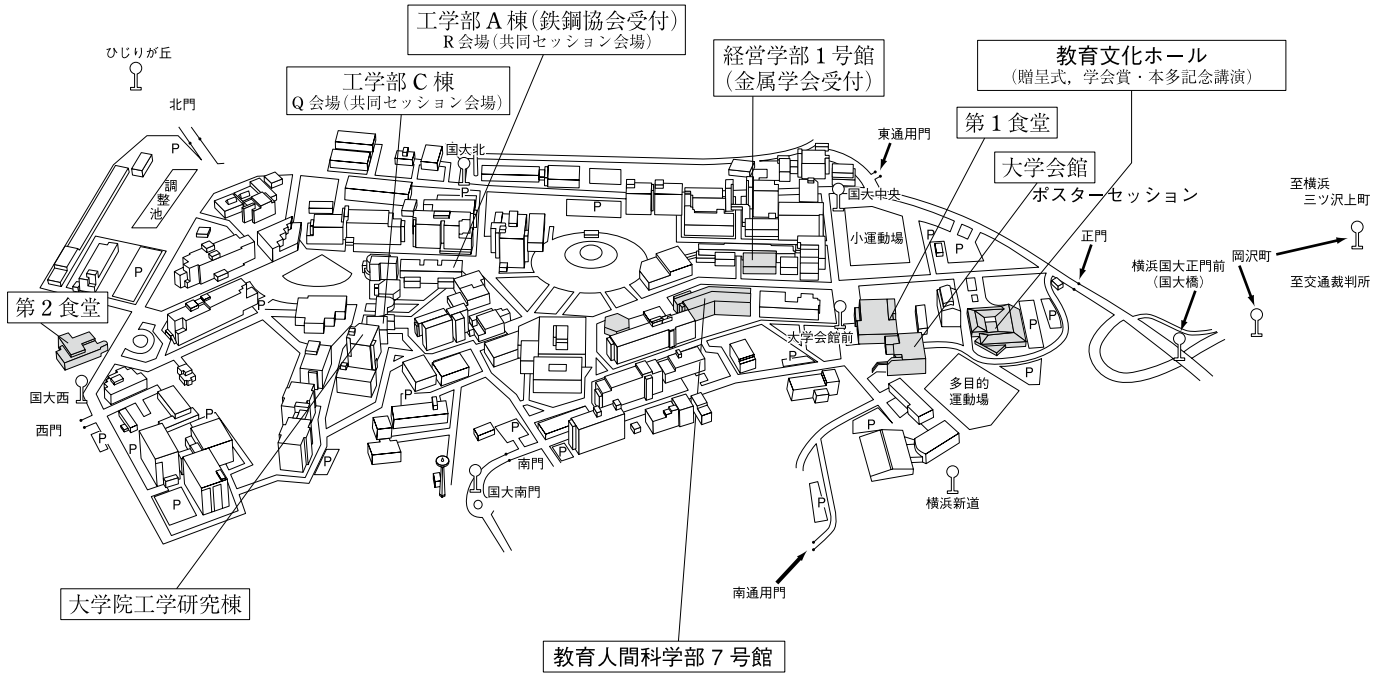 工学部 A 棟(鉄鋼協会受付)
R 会場(共同セッション会場)
工学部 C 棟
Q 会場(共同セッション会場)
経営学部 1 号館
(金属学会受付)
教育文化ホール
(贈呈式，学会賞・本多記念講演)
ひじりが丘
北門
第 1 食堂
大学会館
ポスターセッション
東通用門
国大北
P
調整池
P
国大中央
至横浜
三ツ沢上町
P
小運動場
P
P
正門
横浜国大正門前
(国大橋)
岡沢町
至交通裁判所
P
第 2 食堂
P
P
P
大学会館前
P
P
国大西
西門
P
P
P
多目的
運動場
P
P
P
P
南門
国大南門
P
P
P
P
横浜新道
南通用門
大学院工学研究棟
教育人間科学部 7 号館